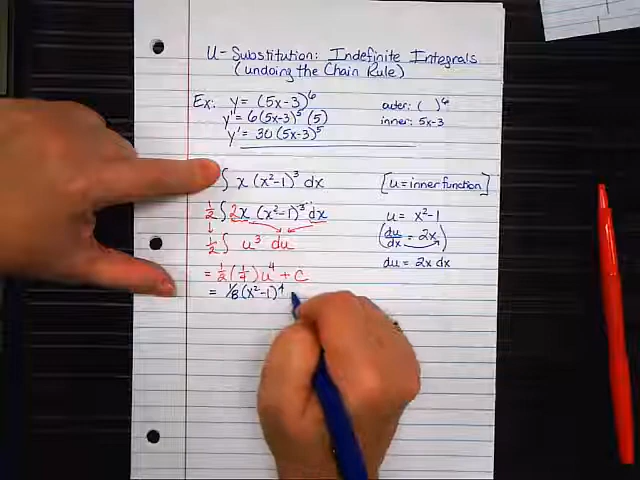 U-Substitution: Indefinite Integrals
(undoing the Chain Rule)
Ex: y = (5x-3)⁶
outer: ( )⁶
y' = 6(5x-3)⁵ (5)
inner: 5x-3
y' = 30(5x-3)⁵
∫ x (x²-1)³ dx
[u = inner function]
½ ∫ 2x (x²-1)³ dx
u = x²-1
↓
(du/dx = 2x)
½ ∫ u³ du
du = 2x dx
= ½ (¼) u⁴ + C
= ⅛(x²-1)⁴